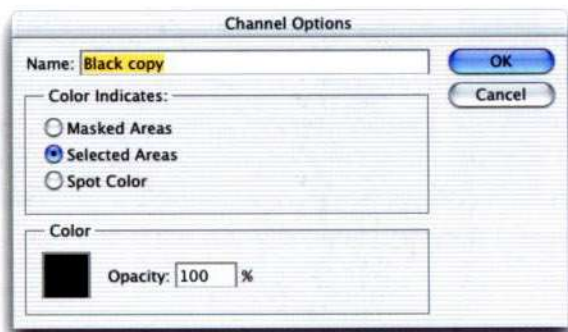 Channel Options
Name: Black copy
OK
Cancel
Color Indicates:
Masked Areas
Selected Areas
Spot Color
Color
Opacity: 100 %